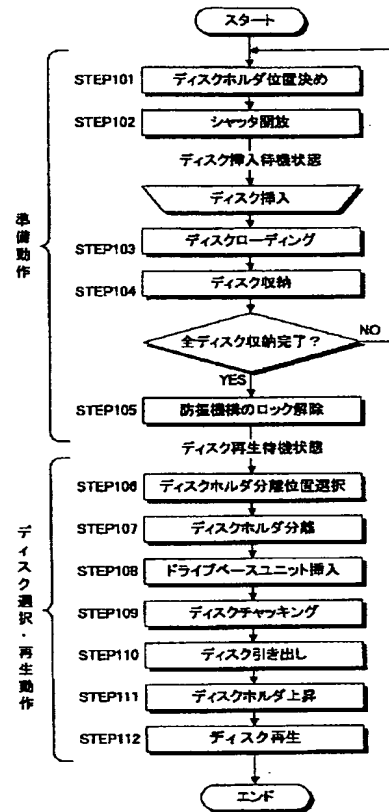 スタート
STEP101 ディスクホルダ位置決め
STEP102 シャッタ開放
ディスク挿入待機状態
ディスク挿入
STEP103 ディスクローディング
STEP104 ディスク収納
全ディスク収納完了？ NO
YES
STEP105 防振機構のロック解除
準備動作
ディスク再生待機状態
STEP106 ディスクホルダ分離位置選択
STEP107 ディスクホルダ分離
STEP108 ドライブベースユニット挿入
STEP109 ディスクチャッキング
STEP110 ディスク引き出し
STEP111 ディスクホルダ上昇
STEP112 ディスク再生
ディスク選択・再生動作
エンド